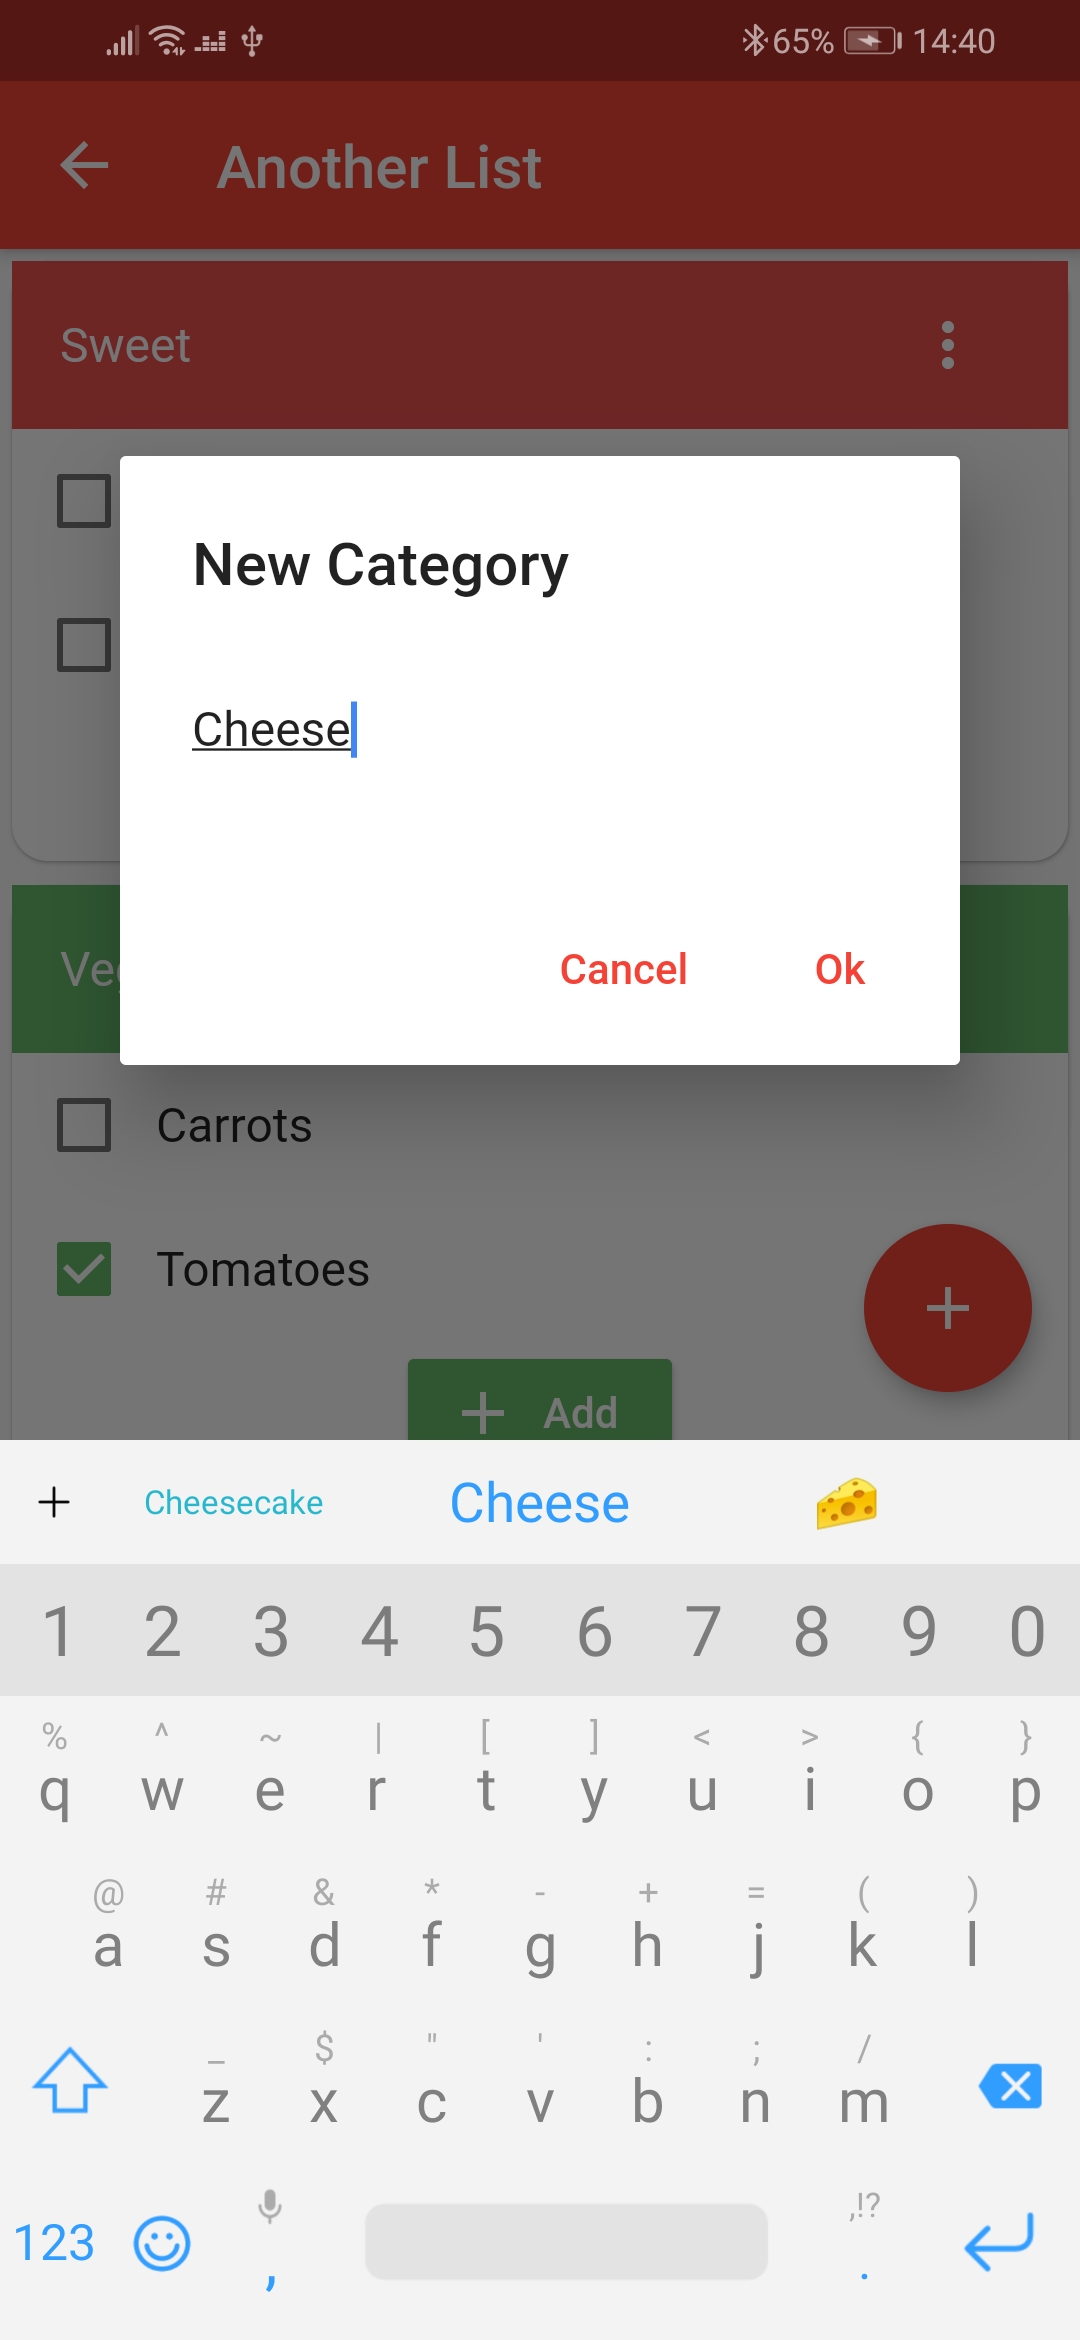 65% 14:40
Another List
Sweet
New Category
Cheese
Cancel Ok
Carrots
Tomatoes
Add
Cheesecake Cheese
1 2 3 4 5 6 7 8 9 0
% ^ ~ | [ ] < > { }
q w e r t y u i o p
@ # & * - + = ( )
a s d f g h j k l
_ $ " ' : ; /
z x c v b n m
,!?
123 , .